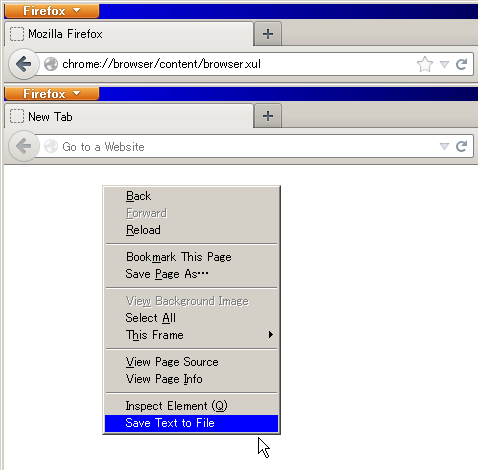 Firefox
Mozilla Firefox
chrome://browser/content/browser.xul
Firefox
New Tab
Go to a Website
Back
Forward
Reload
Bookmark This Page
Save Page As...
View Background Image
Select All
This Frame
View Page Source
View Page Info
Inspect Element (Q)
Save Text to File